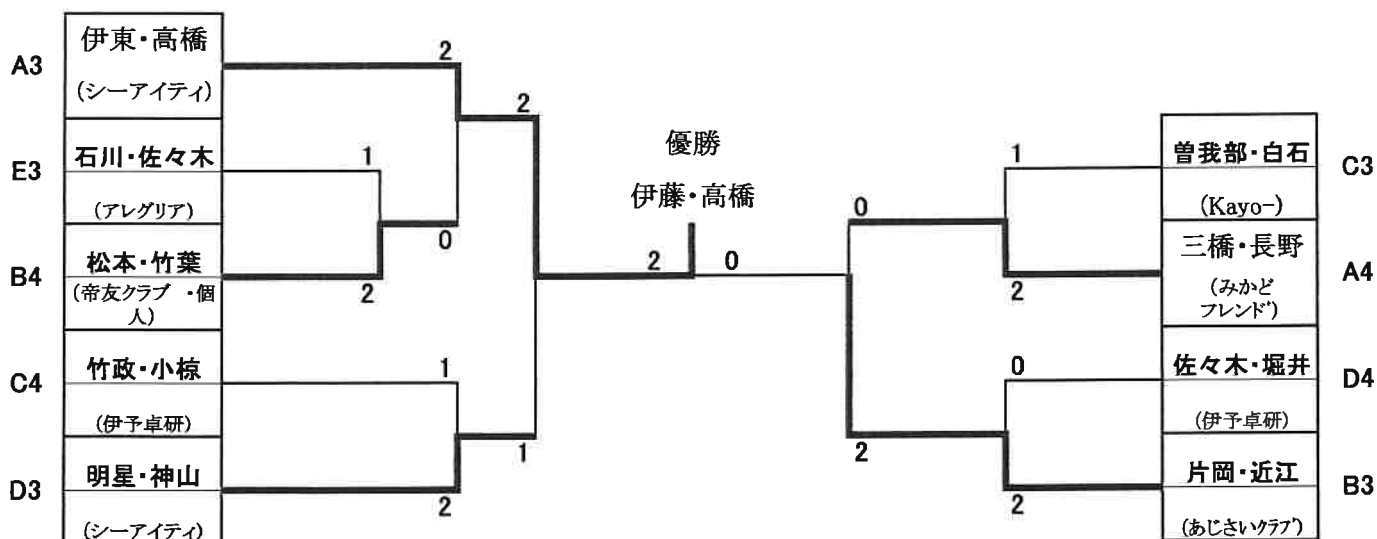 伊東・高橋
A3
(シーアイティ)
石川・佐々木
E3
(アレグリア)
松本・竹葉
B4
(帝友クラブ ・個
人)
竹政・小椋
C4
(伊予卓研)
明星・神山
D3
(シーアイティ)
2
2
1
0
2
1
1
2
優勝
伊藤・高橋
2
0
1
0
2
0
2
2
曽我部・白石
C3
(Kayo-)
三橋・長野
A4
(みかど
フレンド)
佐々木・堀井
D4
(伊予卓研)
片岡・近江
B3
(あじさいクラブ)